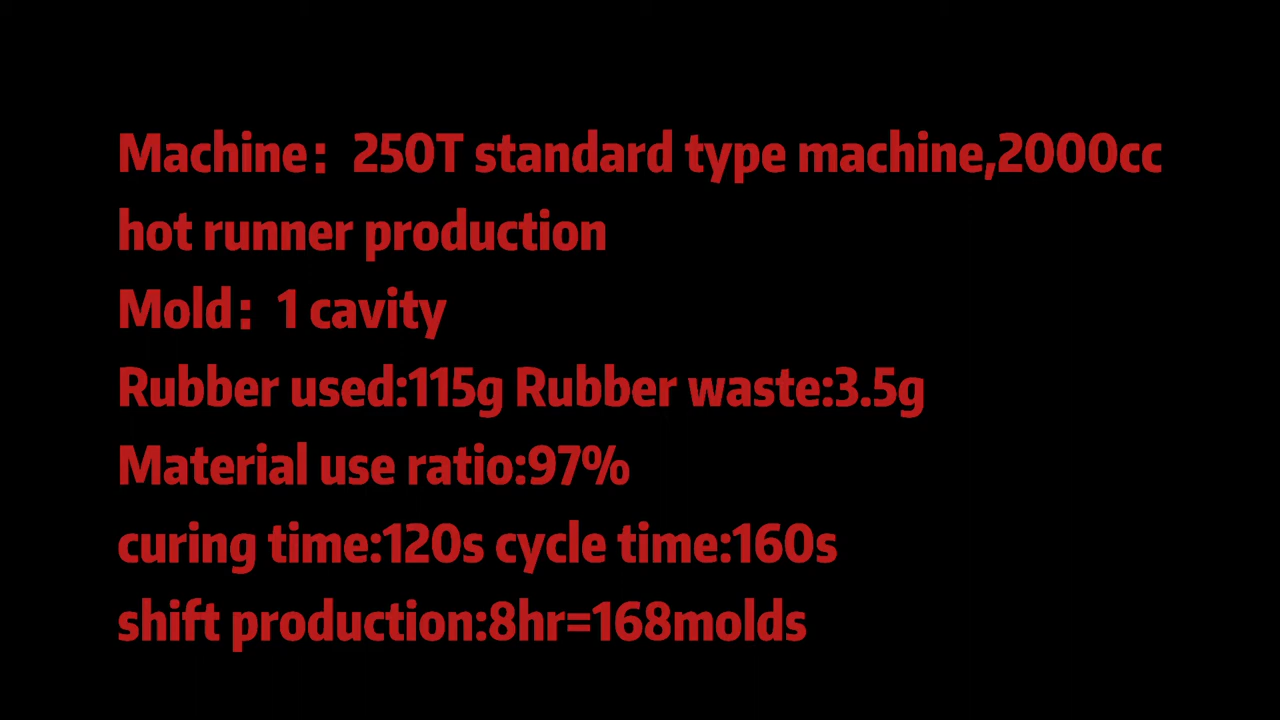 Machine：250T standard type machine,2000cc
hot runner production
Mold：1 cavity
Rubber used:115g Rubber waste:3.5g
Material use ratio:97%
curing time:120s cycle time:160s
shift production:8hr=168molds